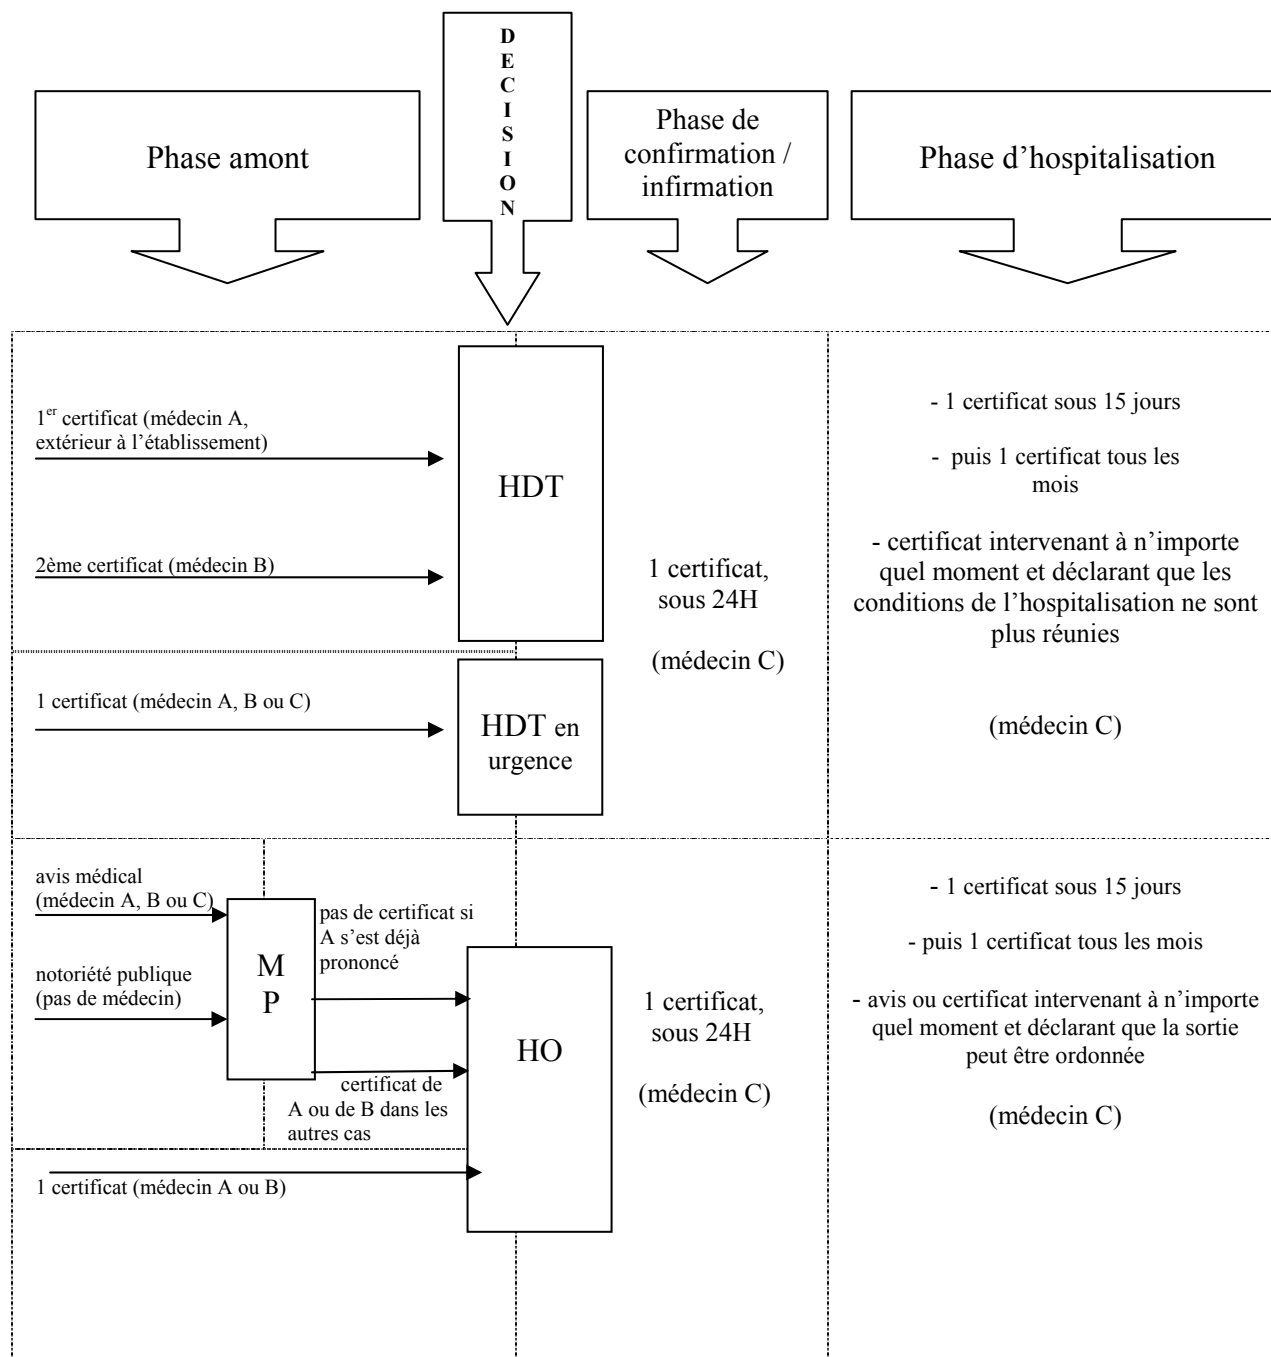 DECISION
Phase amont
Phase de
confirmation /
infirmation
Phase d’hospitalisation
1er certificat (médecin A,
extérieur à l’établissement)
2ème certificat (médecin B)
HDT
1 certificat (médecin A, B ou C)
HDT en
urgence
1 certificat,
sous 24H
(médecin C)
- 1 certificat sous 15 jours
- puis 1 certificat tous les
mois
- certificat intervenant à n’importe
quel moment et déclarant que les
conditions de l’hospitalisation ne sont
plus réunies
(médecin C)
avis médical
(médecin A, B ou C)
notoriété publique
(pas de médecin)
M
P
pas de certificat si
A s’est déjà
prononcé
certificat de
A ou de B dans les
autres cas
1 certificat (médecin A ou B)
HO
1 certificat,
sous 24H
(médecin C)
- 1 certificat sous 15 jours
- puis 1 certificat tous les mois
- avis ou certificat intervenant à n’importe
quel moment et déclarant que la sortie
peut être ordonnée
(médecin C)